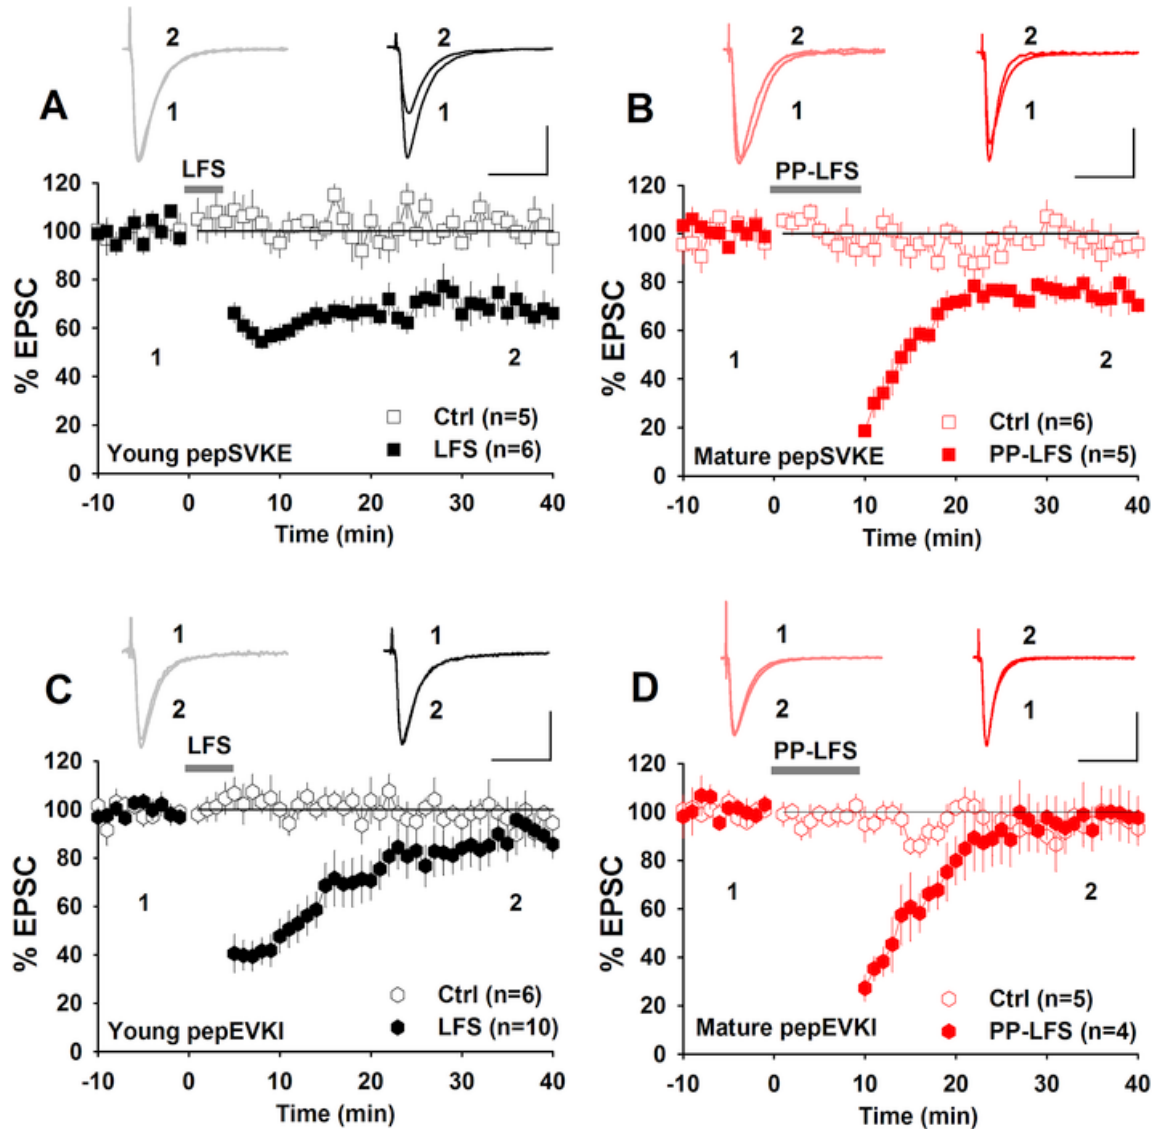 2
2
1
1
A
LFS
120
100
80
60
40
20
0
% EPSC
1
2
Ctrl (n=5)
LFS (n=6)
Young pepSVKE
-10 0 10 20 30 40
Time (min)
2
2
1
1
B
PP-LFS
120
100
80
60
40
20
0
% EPSC
1
2
Ctrl (n=6)
PP-LFS (n=5)
Mature pepSVKE
-10 0 10 20 30 40
Time (min)
1
1
C
2
2
LFS
120
100
80
60
40
20
0
% EPSC
1
2
Ctrl (n=6)
LFS (n=10)
Young pepEVKI
-10 0 10 20 30 40
Time (min)
1
2
D
2
1
PP-LFS
120
100
80
60
40
20
0
% EPSC
1
2
Ctrl (n=5)
PP-LFS (n=4)
Mature pepEVKI
-10 0 10 20 30 40
Time (min)